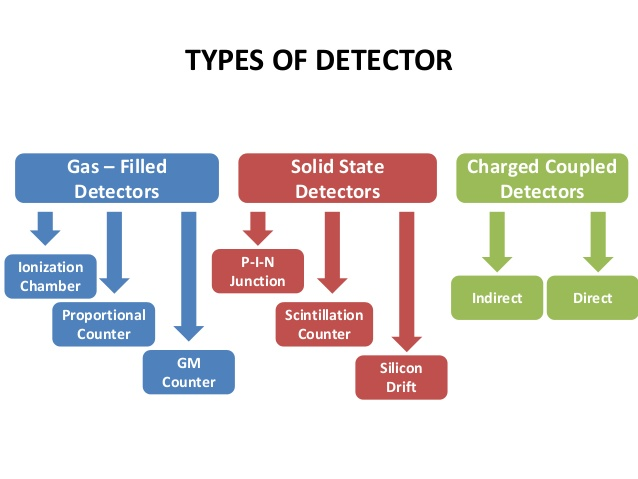 TYPES OF DETECTOR
Gas – Filled
Detectors
Solid State
Detectors
Charged Coupled
Detectors
Ionization
Chamber
Proportional
Counter
GM
Counter
P-I-N
Junction
Scintillation
Counter
Silicon
Drift
Indirect
Direct